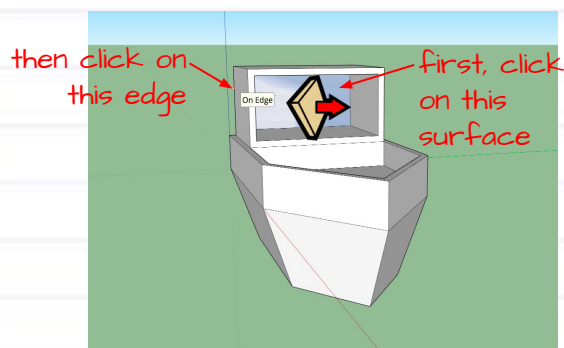 then click on
this edge
On Edge
first, click
on this
surface